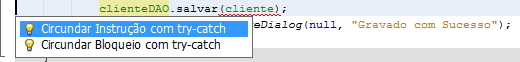 clienteDAO.salvar(cliente);
eDialog(null, "Gravado com Sucesso");
Circundar Instrução com try-catch
Circundar Bloqueio com try-catch